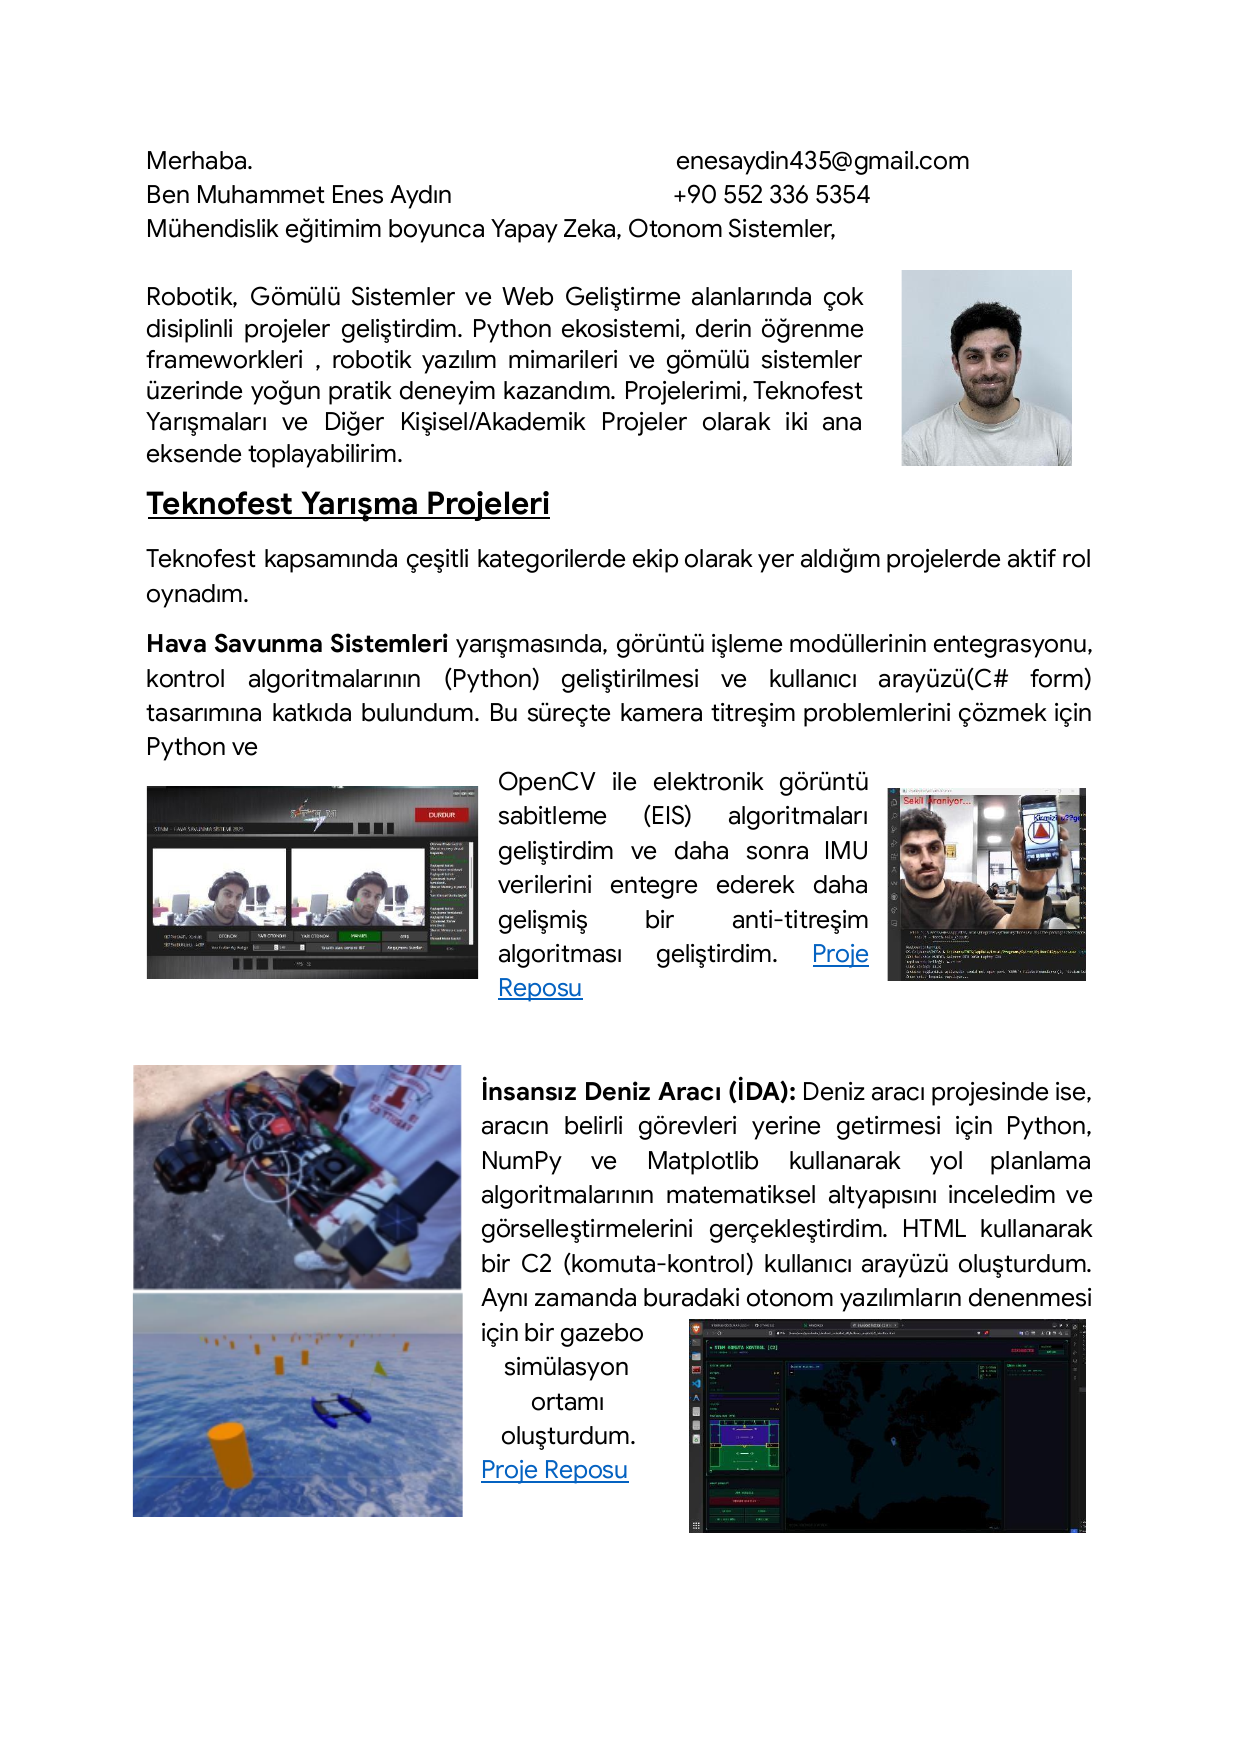 Merhaba.
enesaydin435@gmail.com
Ben Muhammet Enes Aydın
+90 552 336 5354
Mühendislik eğitimim boyunca Yapay Zeka, Otonom Sistemler,
Robotik, Gömülü Sistemler ve Web Geliştirme alanlarında çok
disiplinli projeler geliştirdim. Python ekosistemi, derin öğrenme
frameworkleri , robotik yazılım mimarileri ve gömülü sistemler
üzerinde yoğun pratik deneyim kazandım. Projelerimi, Teknofest
Yarışmaları ve Diğer Kişisel/Akademik Projeler olarak iki ana
eksende toplayabilirim.
Teknofest Yarışma Projeleri
Teknofest kapsamında çeşitli kategorilerde ekip olarak yer aldığım projelerde aktif rol
oynadım.
Hava Savunma Sistemleri yarışmasında, görüntü işleme modüllerinin entegrasyonu,
kontrol algoritmalarının (Python) geliştirilmesi ve kullanıcı arayüzü(C# form)
tasarımına katkıda bulundum. Bu süreçte kamera titreşim problemlerini çözmek için
Python ve
DURDUR
OpenCV ile elektronik görüntü
sabitleme (EIS) algoritmaları
geliştirdim ve daha sonra IMU
verilerini entegre ederek daha
gelişmiş bir anti-titreşim
algoritması geliştirdim. Proje
Reposu
Sekil Araniyor...
İnsansız Deniz Aracı (İDA): Deniz aracı projesinde ise,
aracın belirli görevleri yerine getirmesi için Python,
NumPy ve Matplotlib kullanarak yol planlama
algoritmalarının matematiksel altyapısını inceledim ve
görselleştirmelerini gerçekleştirdim. HTML kullanarak
bir C2 (komuta-kontrol) kullanıcı arayüzü oluşturdum.
Aynı zamanda buradaki otonom yazılımların denenmesi
için bir gazebo
simülasyon
ortamı
oluşturdum.
Proje Reposu